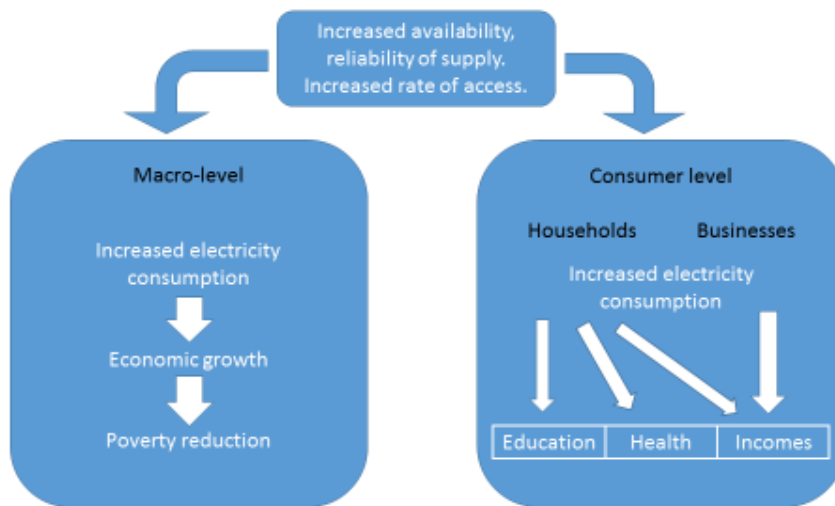 Increased availability,
reliability of supply.
Increased rate of access.
Macro-level
Increased electricity
consumption
Economic growth
Poverty reduction
Consumer level
Households Businesses
Increased electricity
consumption
Education Health Incomes